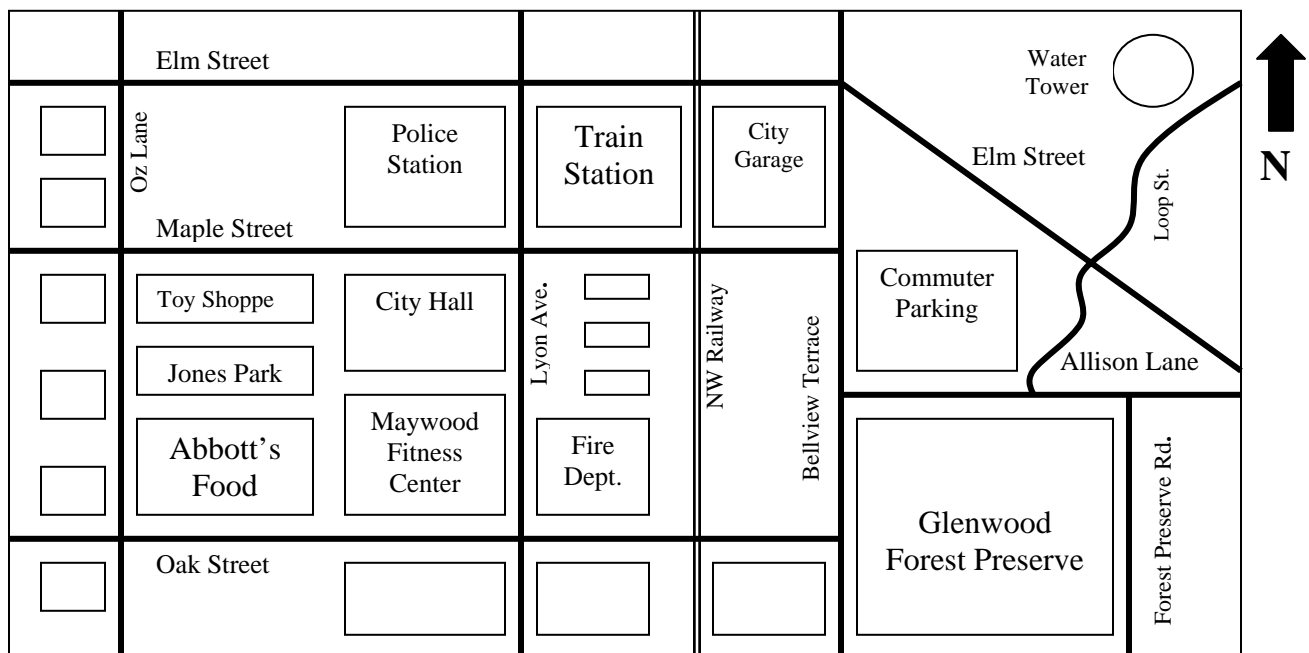 Elm Street
Water
Tower
Oz Lane
Police
Station
Train
Station
City
Garage
Elm Street
Loop St.
N
Maple Street
Toy Shoppe
City Hall
Lyon Ave.
NW Railway
Bellview Terrace
Commuter
Parking
Jones Park
Allison Lane
Abbott's
Food
Maywood
Fitness
Center
Fire
Dept.
Glenwood
Forest Preserve
Forest Preserve Rd.
Oak Street